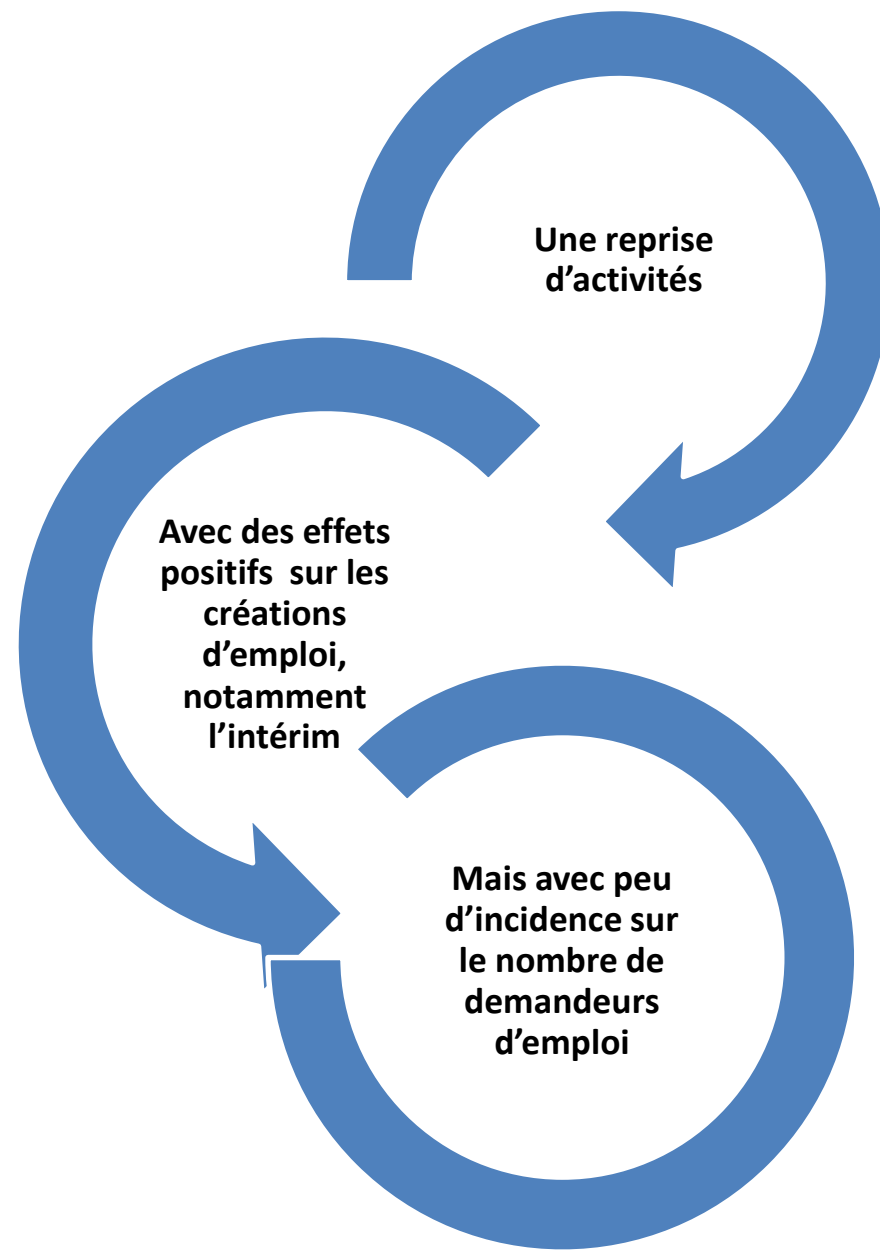 Une reprise
d’activités
Avec des effets
positifs  sur les
créations
d’emploi,
notamment
l’intérim
Mais avec peu
d’incidence sur
le nombre de
demandeurs
d’emploi